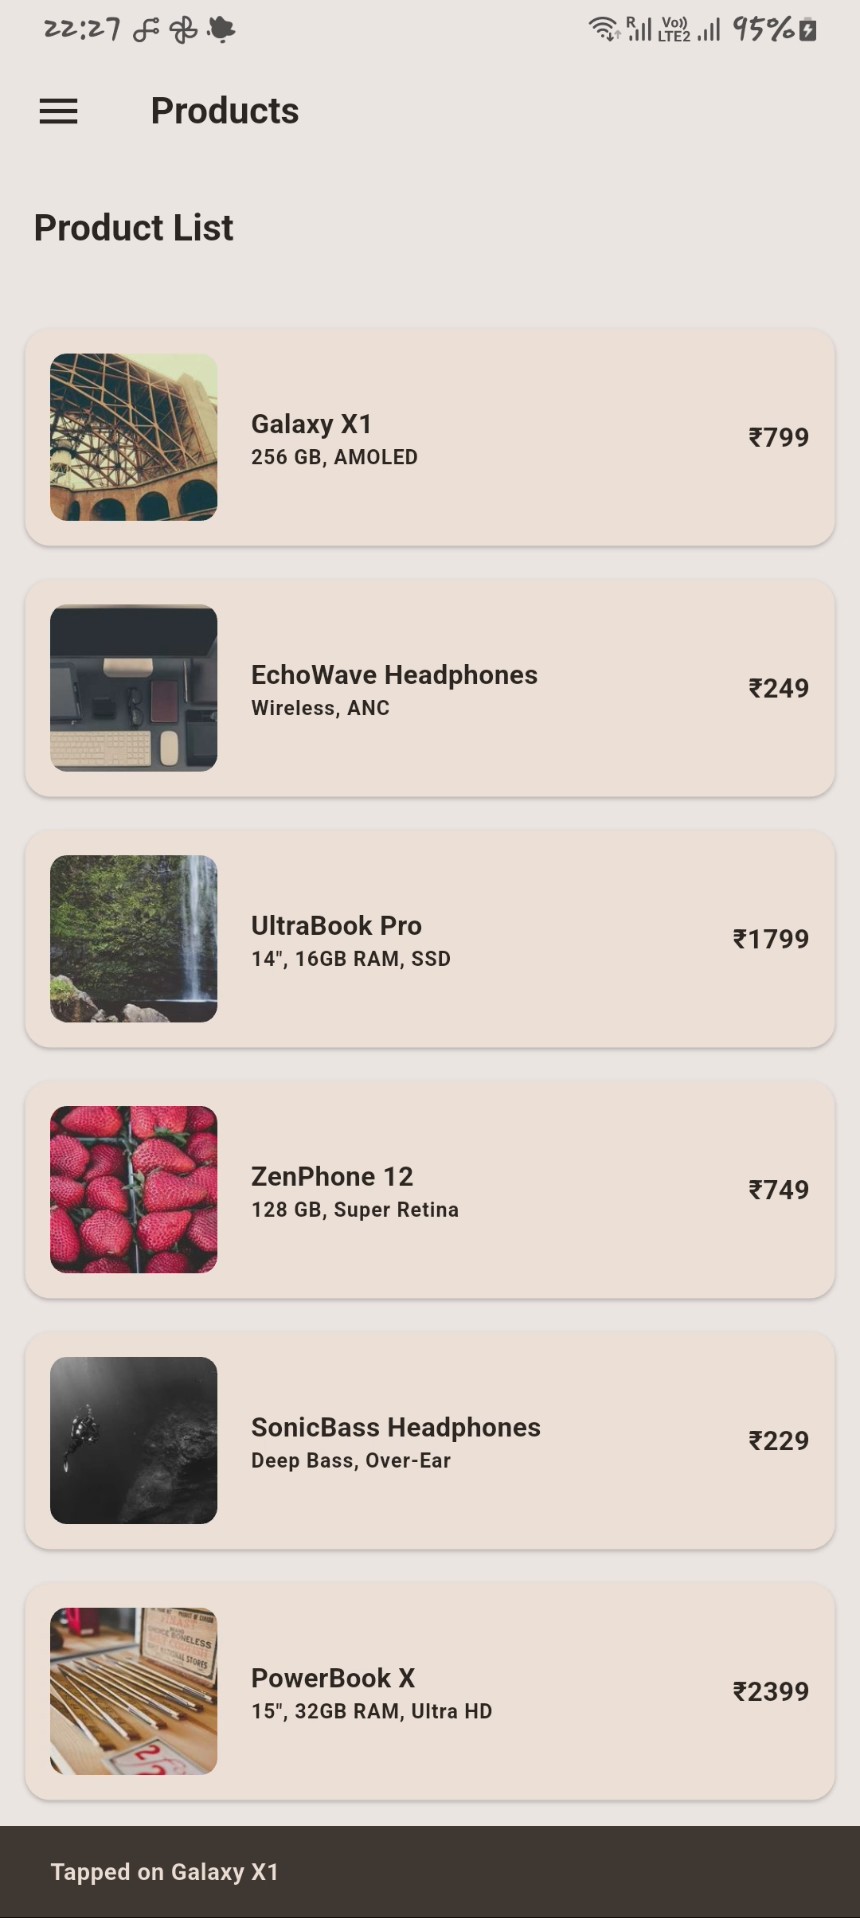 22:27
R Vo)) LTE2 95%
Products
Product List
Galaxy X1
256 GB, AMOLED
₹799
EchoWave Headphones
Wireless, ANC
₹249
UltraBook Pro
14", 16GB RAM, SSD
₹1799
ZenPhone 12
128 GB, Super Retina
₹749
SonicBass Headphones
Deep Bass, Over-Ear
₹229
PowerBook X
15", 32GB RAM, Ultra HD
₹2399
Tapped on Galaxy X1